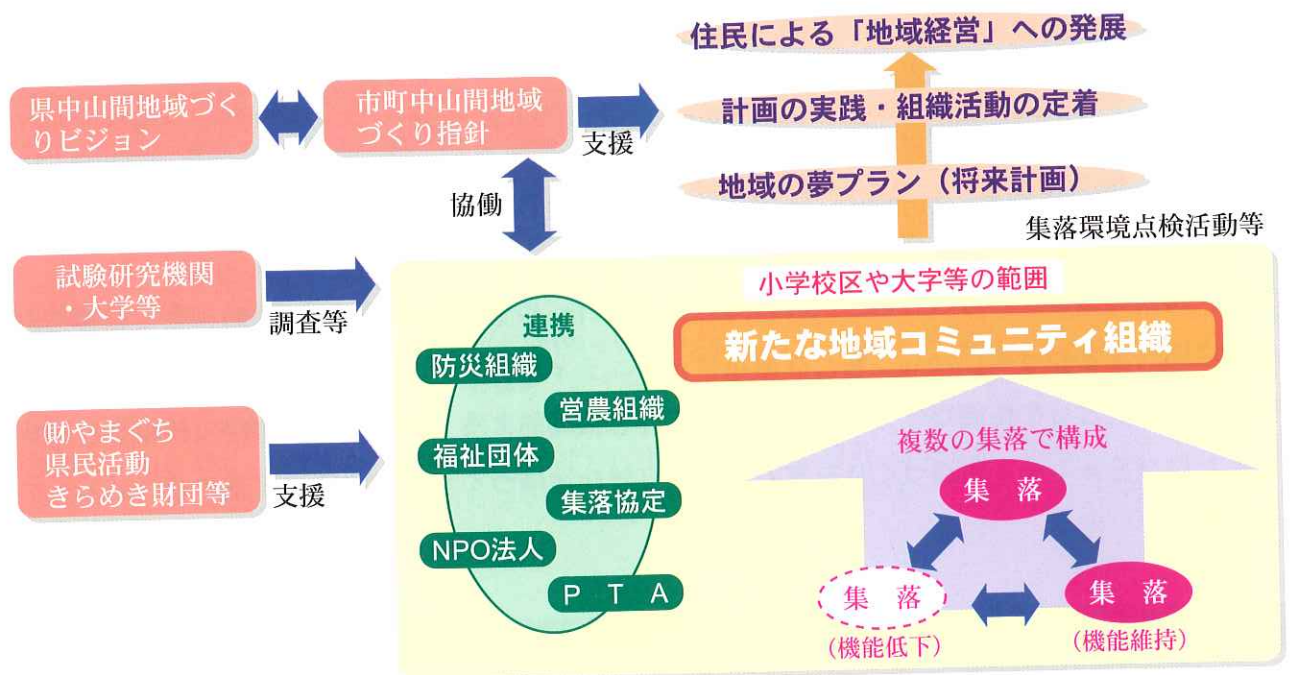 住民による「地域経営」への発展
県中山間地域づく
りビジョン
市町中山間地域
づくり指針
支援
計画の実践・組織活動の定着
地域の夢プラン（将来計画）
協働
集落環境点検活動等
試験研究機関
・大学等
調査等
小学校区や大字等の範囲
新たな地域コミュニティ組織
連携
防災組織
営農組織
福祉団体
集落協定
NPO法人
P T A
㈶やまぐち
県民活動
きらめき財団等
支援
複数の集落で構成
集 落
集 落
(機能低下)
集 落
(機能維持)